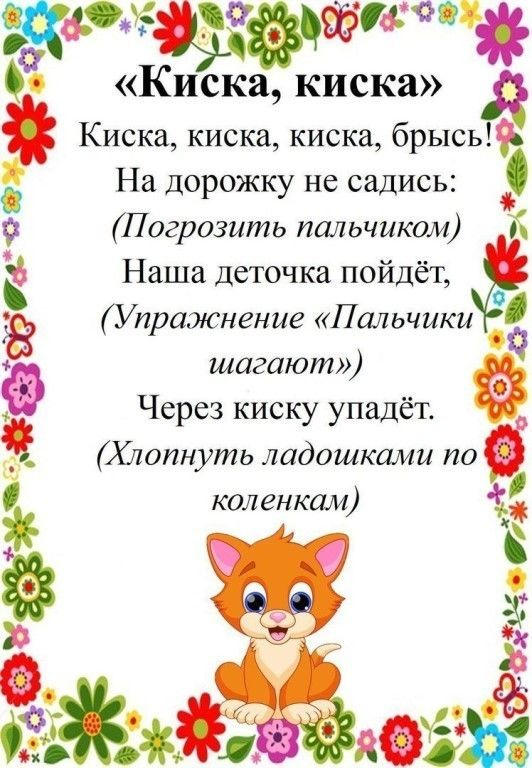 «Киска, киска»
Киска, киска, киска, брысь!
На дорожку не садись:
(Погрозить пальчиком)
Наша деточка пойдёт,
(Упражнение «Пальчики
шагают»)
Через киску упадёт.
(Хлопнуть ладошками по
коленкам)